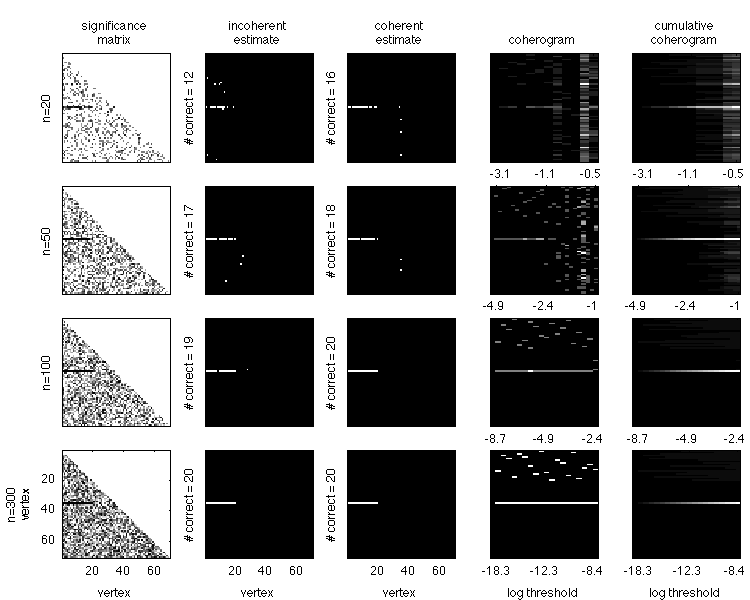 significance matrix
incoherent estimate
coherent estimate
coherogram
cumulative coherogram
n=20
# correct = 12
# correct = 16
-3.1 -1.1 -0.5
-3.1 -1.1 -0.5
n=50
# correct = 17
# correct = 18
-4.9 -2.4 -1
-4.9 -2.4 -1
n=100
# correct = 19
# correct = 20
-8.7 -4.9 -2.4
-8.7 -4.9 -2.4
n=300
vertex
20
40
60
# correct = 20
# correct = 20
20 40 60
20 40 60
20 40 60
-18.3 -12.3 -8.4
-18.3 -12.3 -8.4
vertex
vertex
vertex
log threshold
log threshold